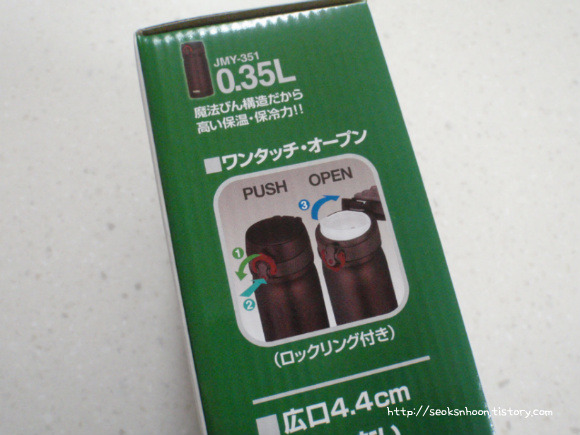 JMY-351
0.35L
魔法びん構造だから
高い保温・保冷力!!
■ワンタッチ・オープン
PUSH OPEN
3
1
2
(ロックリング付き)
■広口4.4cm
http://seoksnhoon.tistory.com/